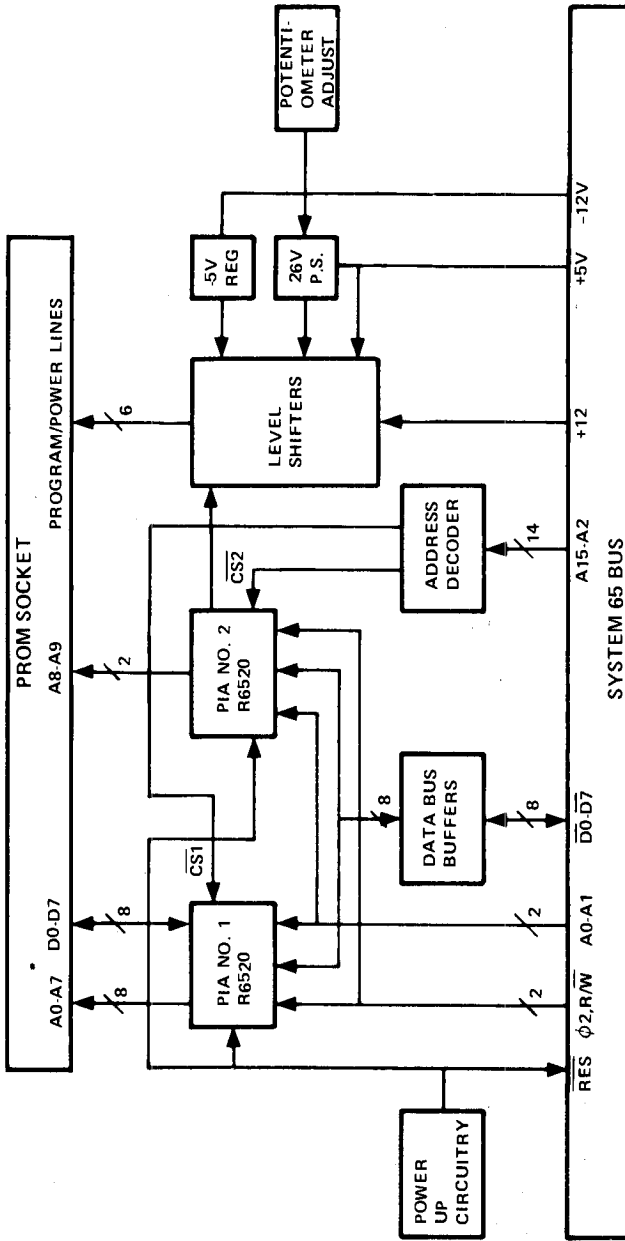 PROM SOCKET
A0-A7
D0-D7
A8-A9
PROGRAM/POWER LINES
8
8
2
6
CS1
CS2
PIA NO. 1
R6520
PIA NO. 2
R6520
LEVEL
SHIFTERS
-5V
REG
26V
P.S.
POTENTI-
OMETER
ADJUST
POWER
UP
CIRCUITRY
DATA BUS
BUFFERS
8
ADDRESS
DECODER
2
2
8
14
RES
ϕ2,R/W
A0-A1
D0-D7
A15-A2
+12
+5V
-12V
SYSTEM 65 BUS